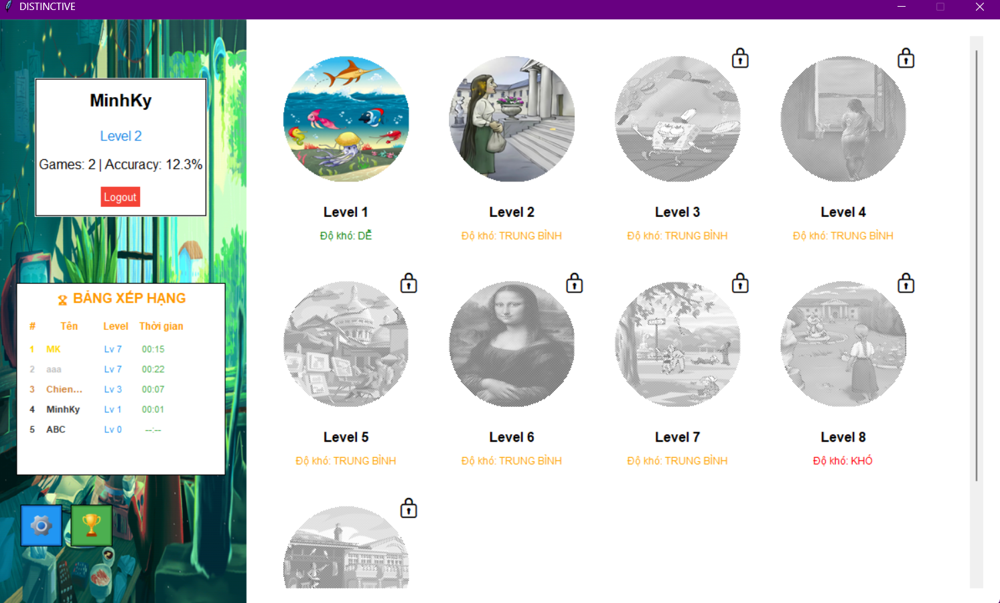 DISTINCTIVE
MinhKy
Level 2
Games: 2 | Accuracy: 12.3%
Logout
BẢNG XẾP HẠNG
# Tên Level Thời gian
1 MK Lv 7 00:15
2 aaa Lv 7 00:22
3 Chien... Lv 3 00:07
4 MinhKy Lv 1 00:01
5 ABC Lv 0 --:--
Level 1
Độ khó: DỄ
Level 2
Độ khó: TRUNG BÌNH
Level 3
Độ khó: TRUNG BÌNH
Level 4
Độ khó: TRUNG BÌNH
Level 5
Độ khó: TRUNG BÌNH
Level 6
Độ khó: TRUNG BÌNH
Level 7
Độ khó: TRUNG BÌNH
Level 8
Độ khó: KHÓ